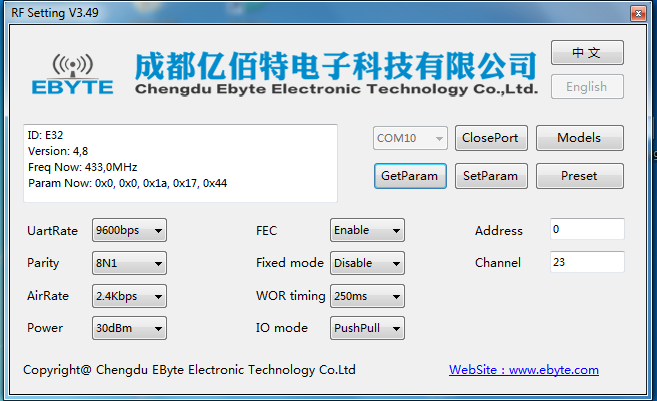 RF Setting V3.49
EBYTE
成都亿佰特电子科技有限公司
Chengdu Ebyte Electronic Technology Co.,Ltd.
中 文
English
ID: E32
Version: 4,8
Freq Now: 433,0MHz
Param Now: 0x0, 0x0, 0x1a, 0x17, 0x44
COM10 ClosePort Models
GetParam SetParam Preset
UartRate 9600bps FEC Enable Address 0
Parity 8N1 Fixed mode Disable Channel 23
AirRate 2.4Kbps WOR timing 250ms
Power 30dBm IO mode PushPull
Copyright@ Chengdu EByte Electronic Technology Co.Ltd WebSite : www.ebyte.com